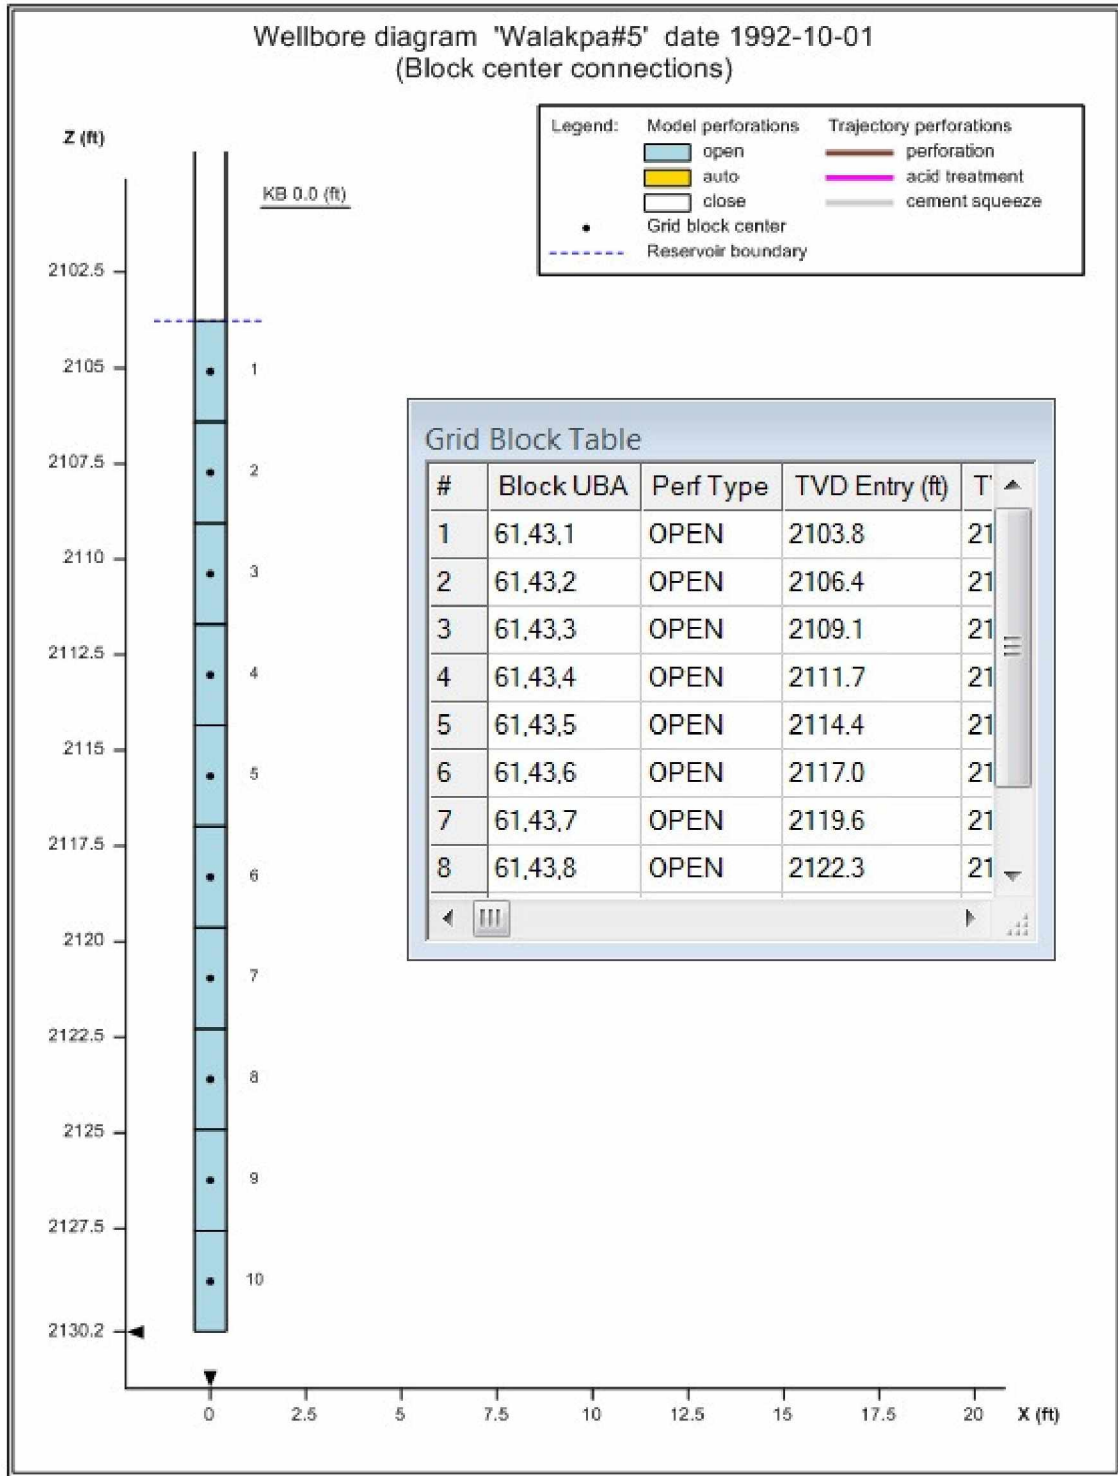 Wellbore diagram 'Walakpa#5' date 1992-10-01
(Block center connections)
Z (ft)
KB 0.0 (ft)
Legend: Model perforations Trajectory perforations
open perforation
auto acid treatment
close cement squeeze
Grid block center
Reservoir boundary
2102.5
2105
2107.5
2110
2112.5
2115
2117.5
2120
2122.5
2125
2127.5
2130.2
1
2
3
4
5
6
7
8
9
10
Grid Block Table
# Block UBA Perf Type TVD Entry (ft) T
1 61,43,1 OPEN 2103.8 21
2 61,43,2 OPEN 2106.4 21
3 61,43,3 OPEN 2109.1 21
4 61,43,4 OPEN 2111.7 21
5 61,43,5 OPEN 2114.4 21
6 61,43,6 OPEN 2117.0 21
7 61,43,7 OPEN 2119.6 21
8 61,43,8 OPEN 2122.3 21
0 2.5 5 7.5 10 12.5 15 17.5 20 X (ft)